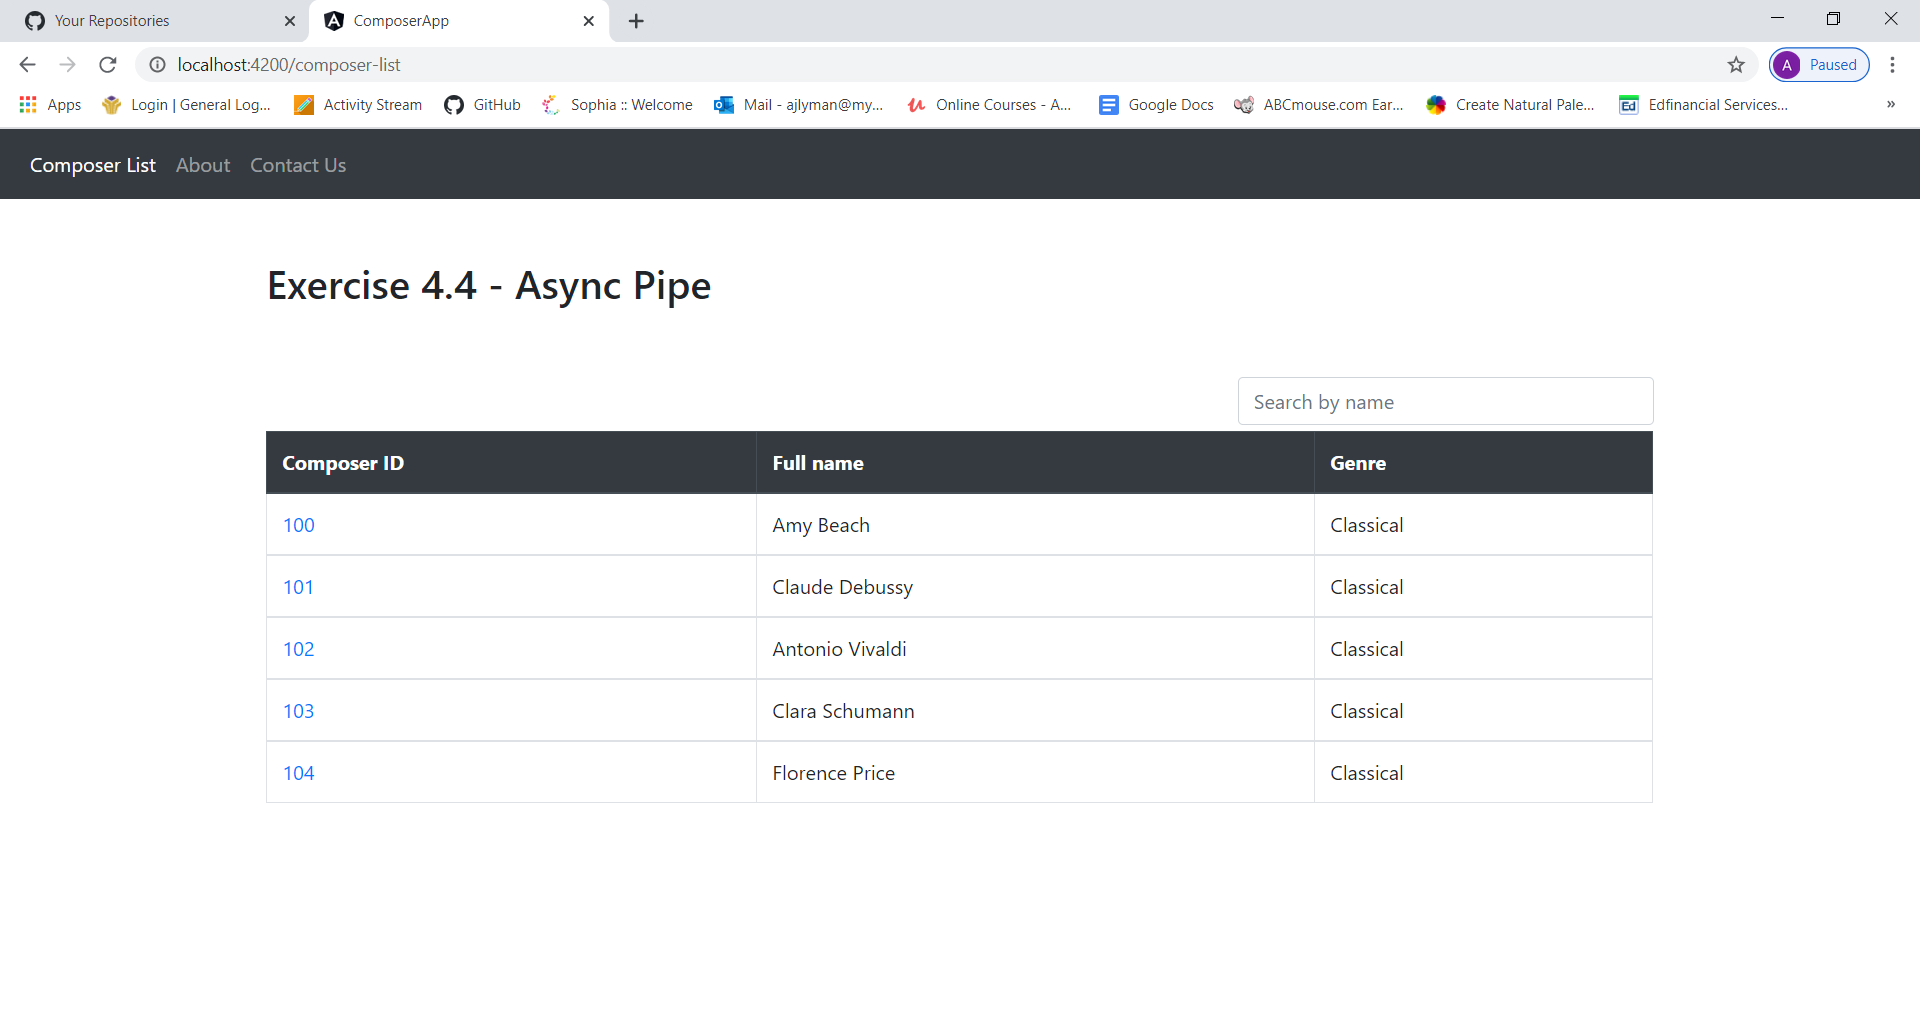 Your Repositories
ComposerApp
localhost:4200/composer-list
A Paused
Apps Login | General Log... Activity Stream GitHub Sophia :: Welcome Mail - ajlyman@my... Online Courses - A... Google Docs ABCmouse.com Ear... Create Natural Pale... Ed Edfinancial Services... »
Composer List About Contact Us
Exercise 4.4 - Async Pipe
Search by name
Composer ID Full name Genre
100 Amy Beach Classical
101 Claude Debussy Classical
102 Antonio Vivaldi Classical
103 Clara Schumann Classical
104 Florence Price Classical